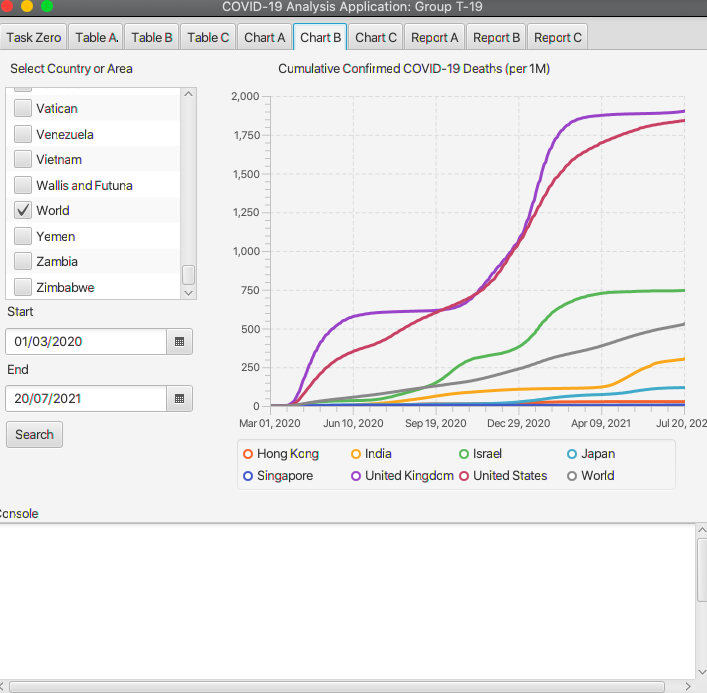 COVID-19 Analysis Application: Group T-19
Task Zero Table A. Table B Table C Chart A Chart B Chart C Report A Report B Report C
Select Country or Area
Vatican
Venezuela
Vietnam
Wallis and Futuna
World
Yemen
Zambia
Zimbabwe
Start
01/03/2020
End
20/07/2021
Search
Cumulative Confirmed COVID-19 Deaths (per 1M)
2,000
1,750
1,500
1,250
1,000
750
500
250
0
Mar 01, 2020 Jun 10, 2020 Sep 19, 2020 Dec 29, 2020 Apr 09, 2021 Jul 20, 202
Hong Kong India Israel Japan
Singapore United Kingdom United States World
Console